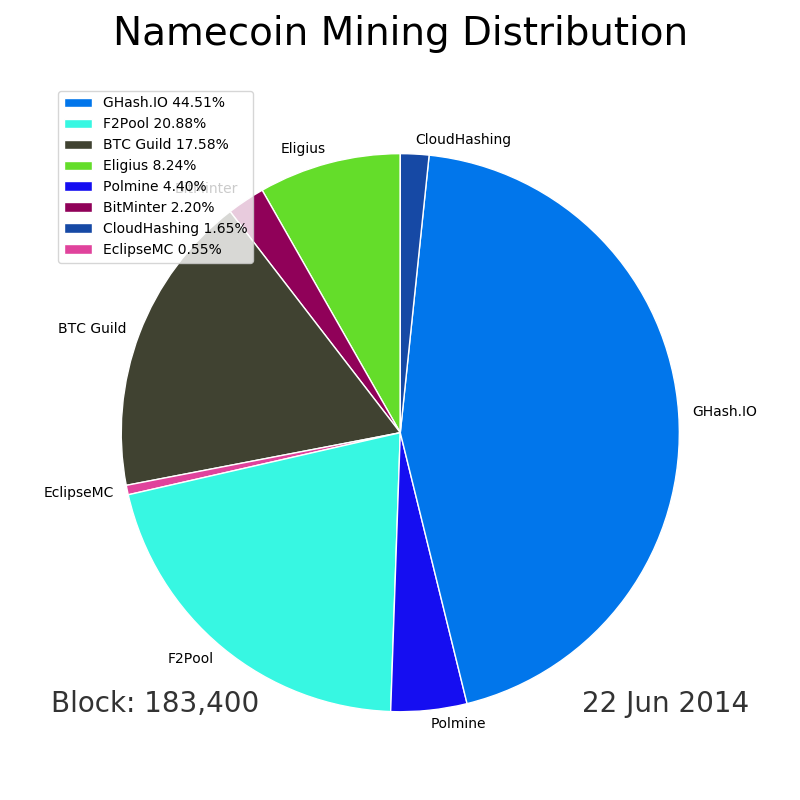 Namecoin Mining Distribution
GHash.IO 44.51%
F2Pool 20.88%
BTC Guild 17.58%
Eligius 8.24%
Polmine 4.40%
BitMinter 2.20%
CloudHashing 1.65%
EclipseMC 0.55%
CloudHashing
Eligius
BitMinter
BTC Guild
GHash.IO
EclipseMC
F2Pool
Polmine
Block: 183,400
22 Jun 2014